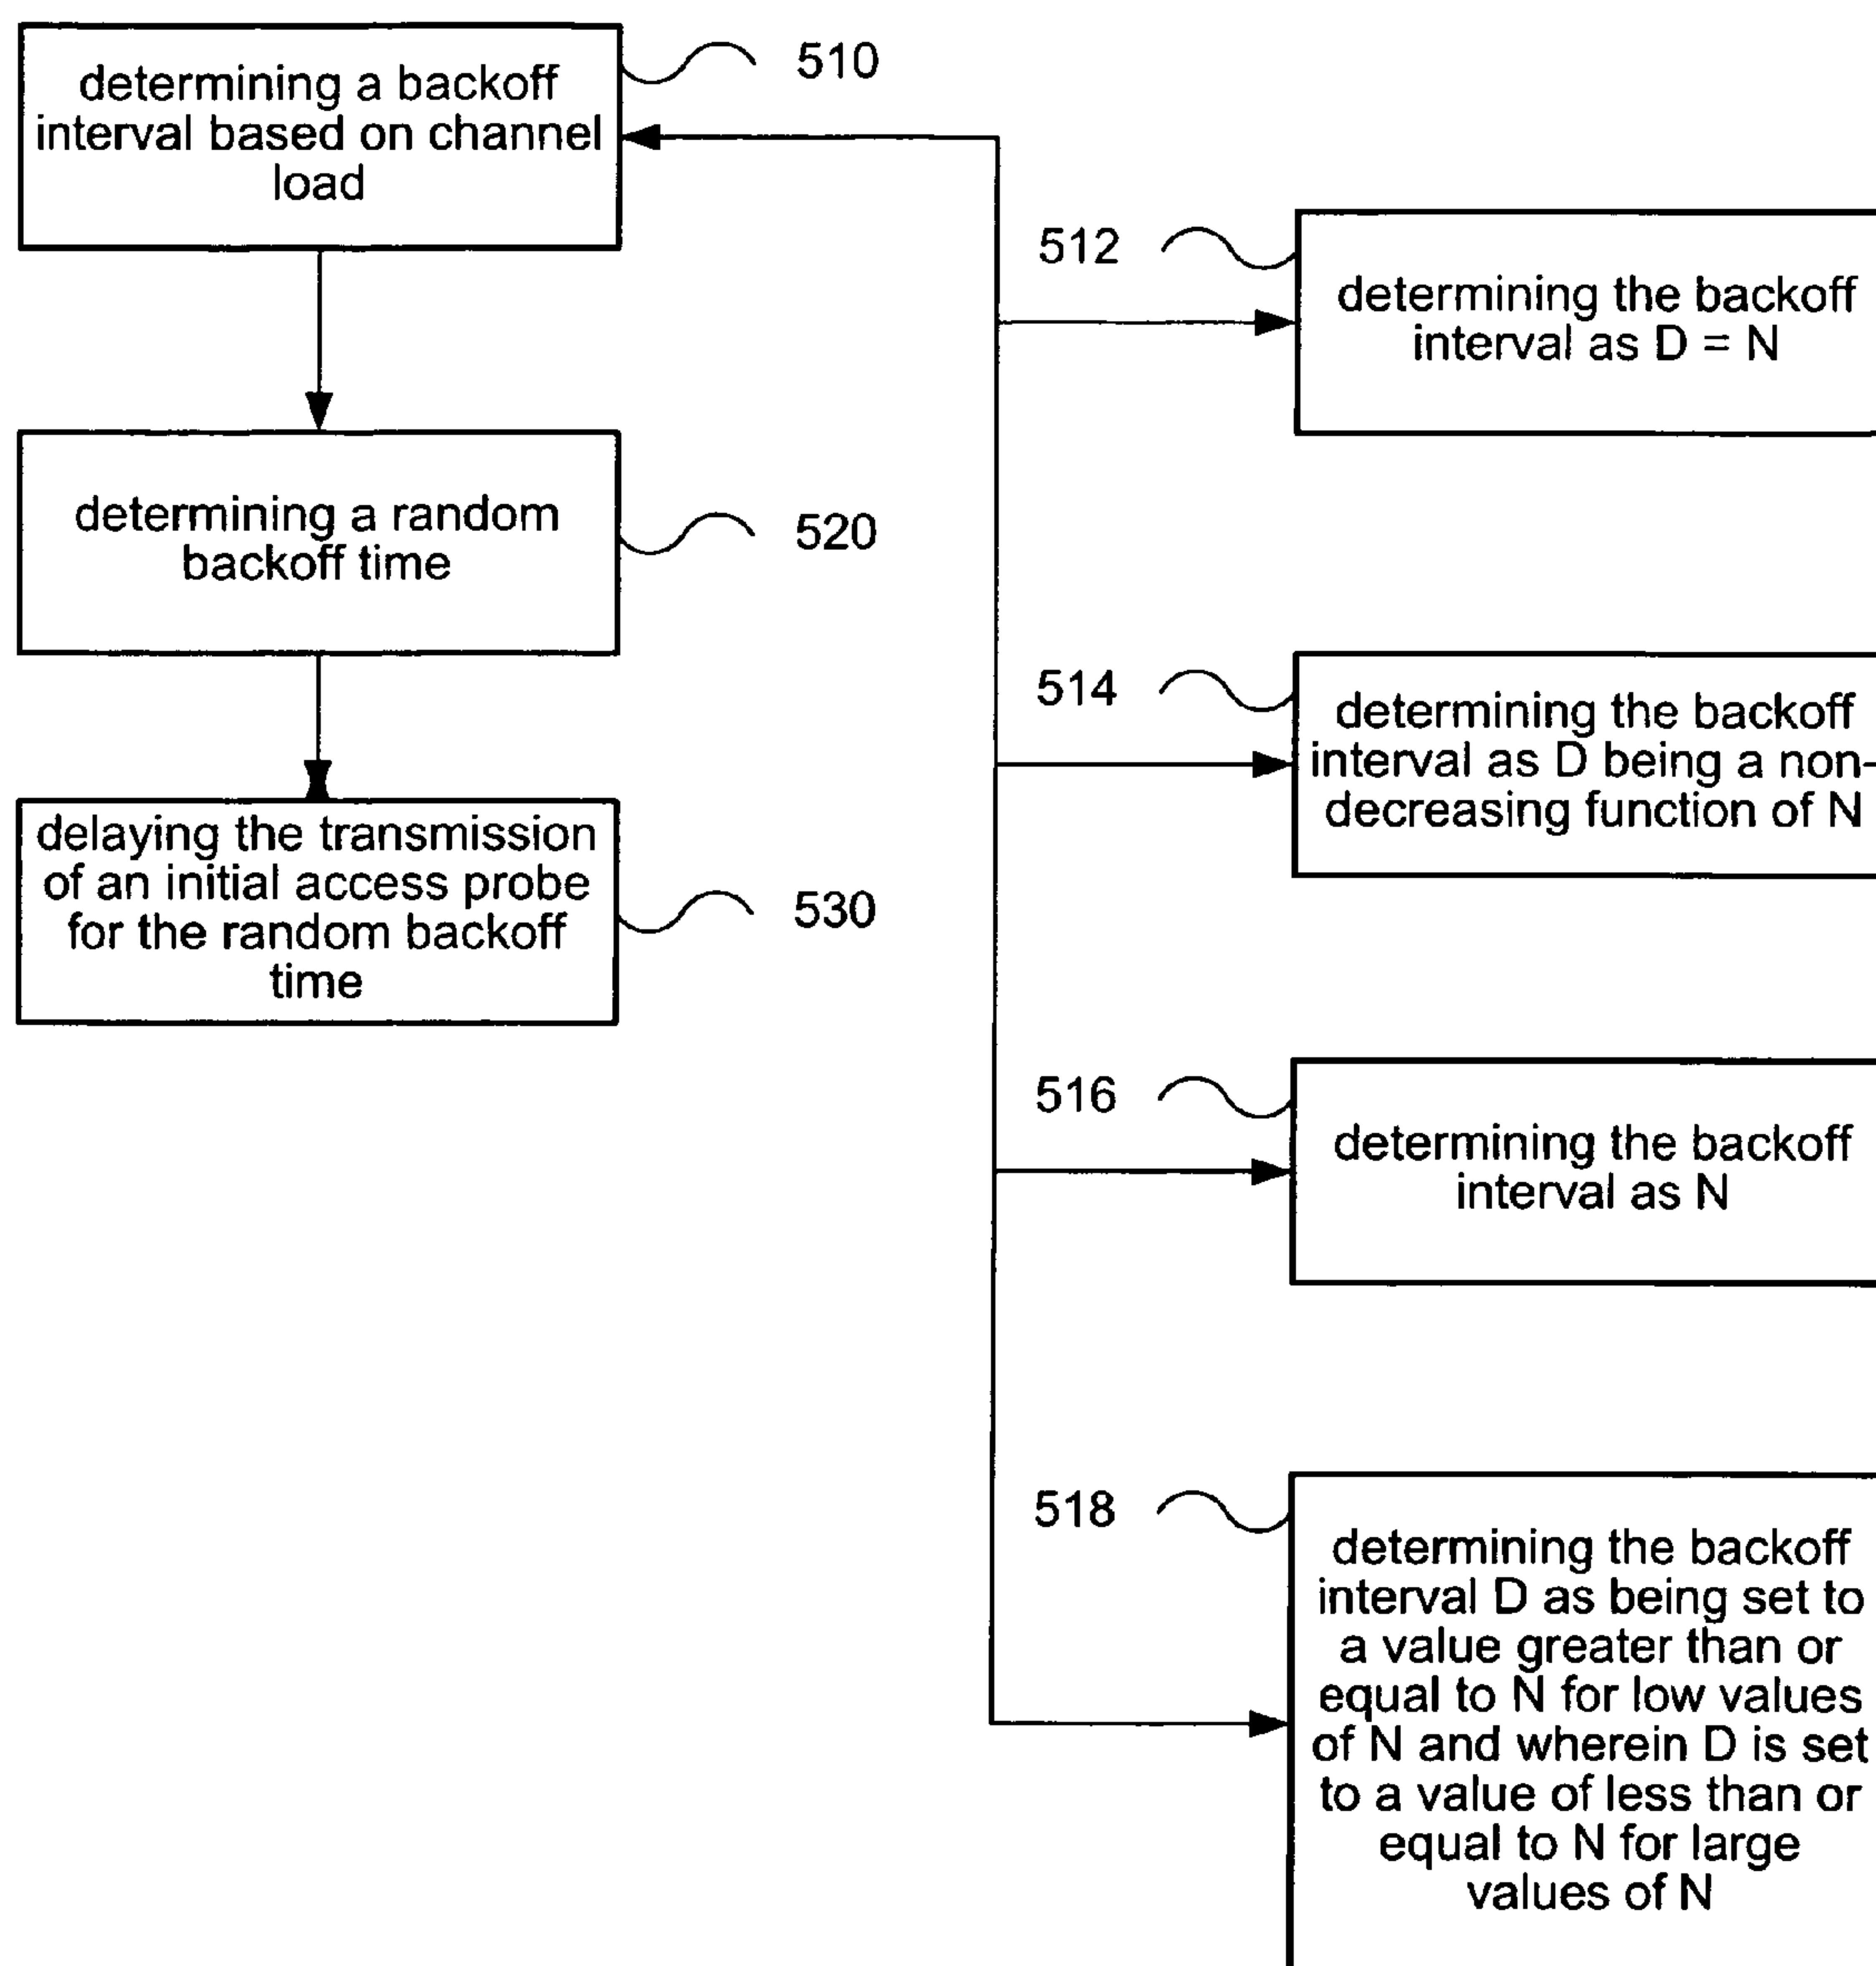 determining a backoff
interval based on channel
load
510
determining a random
backoff time
520
delaying the transmission
of an initial access probe
for the random backoff
time
530
512
determining the backoff
interval as D = N
514
determining the backoff
interval as D being a non-
decreasing function of N
516
determining the backoff
interval as N
518
determining the backoff
interval D as being set to
a value greater than or
equal to N for low values
of N and wherein D is set
to a value of less than or
equal to N for large
values of N